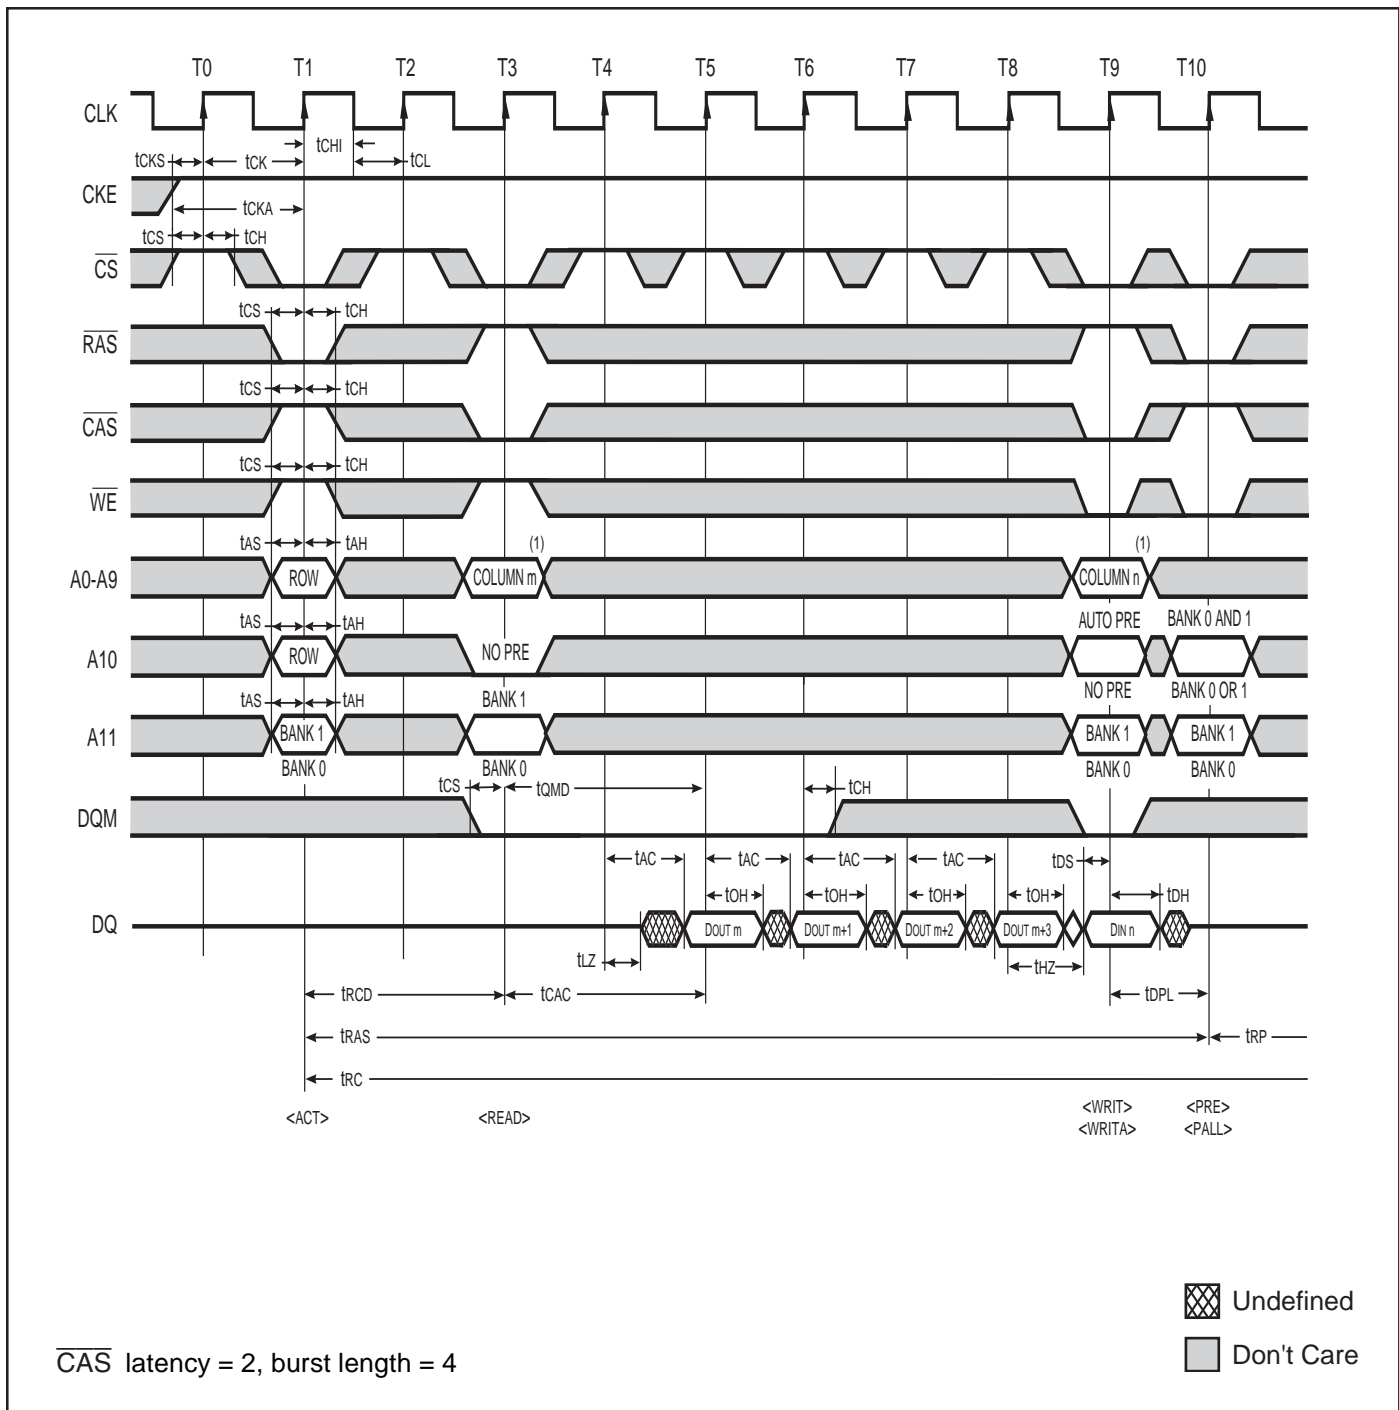 T0 T1 T2 T3 T4 T5 T6 T7 T8 T9 T10
CLK
tCHI
tCKS tCK tCL
CKE
tCKA
tCS tCH
CS
tCS tCH
RAS
tCS tCH
CAS
tCS tCH
WE
tAS tAH (1) (1)
A0-A9 ROW COLUMN m COLUMN n
tAS tAH AUTO PRE BANK 0 AND 1
A10 ROW NO PRE
tAS tAH BANK 1 NO PRE BANK 0 OR 1
A11 BANK 1 BANK 1 BANK 1
BANK 0 BANK 0 BANK 0 BANK 0
tCS tQMD tCH
DQM
tAC tAC tAC tAC tDS
tOH tOH tOH tOH tDH
DQ DOUT m DOUT m+1 DOUT m+2 DOUT m+3 DIN n
tLZ tHZ
tRCD tCAC tDPL
tRAS tRP
tRC
<ACT> <READ> <WRIT> <PRE>
<WRITA> <PALL>
Undefined
Don't Care
CAS latency = 2, burst length = 4